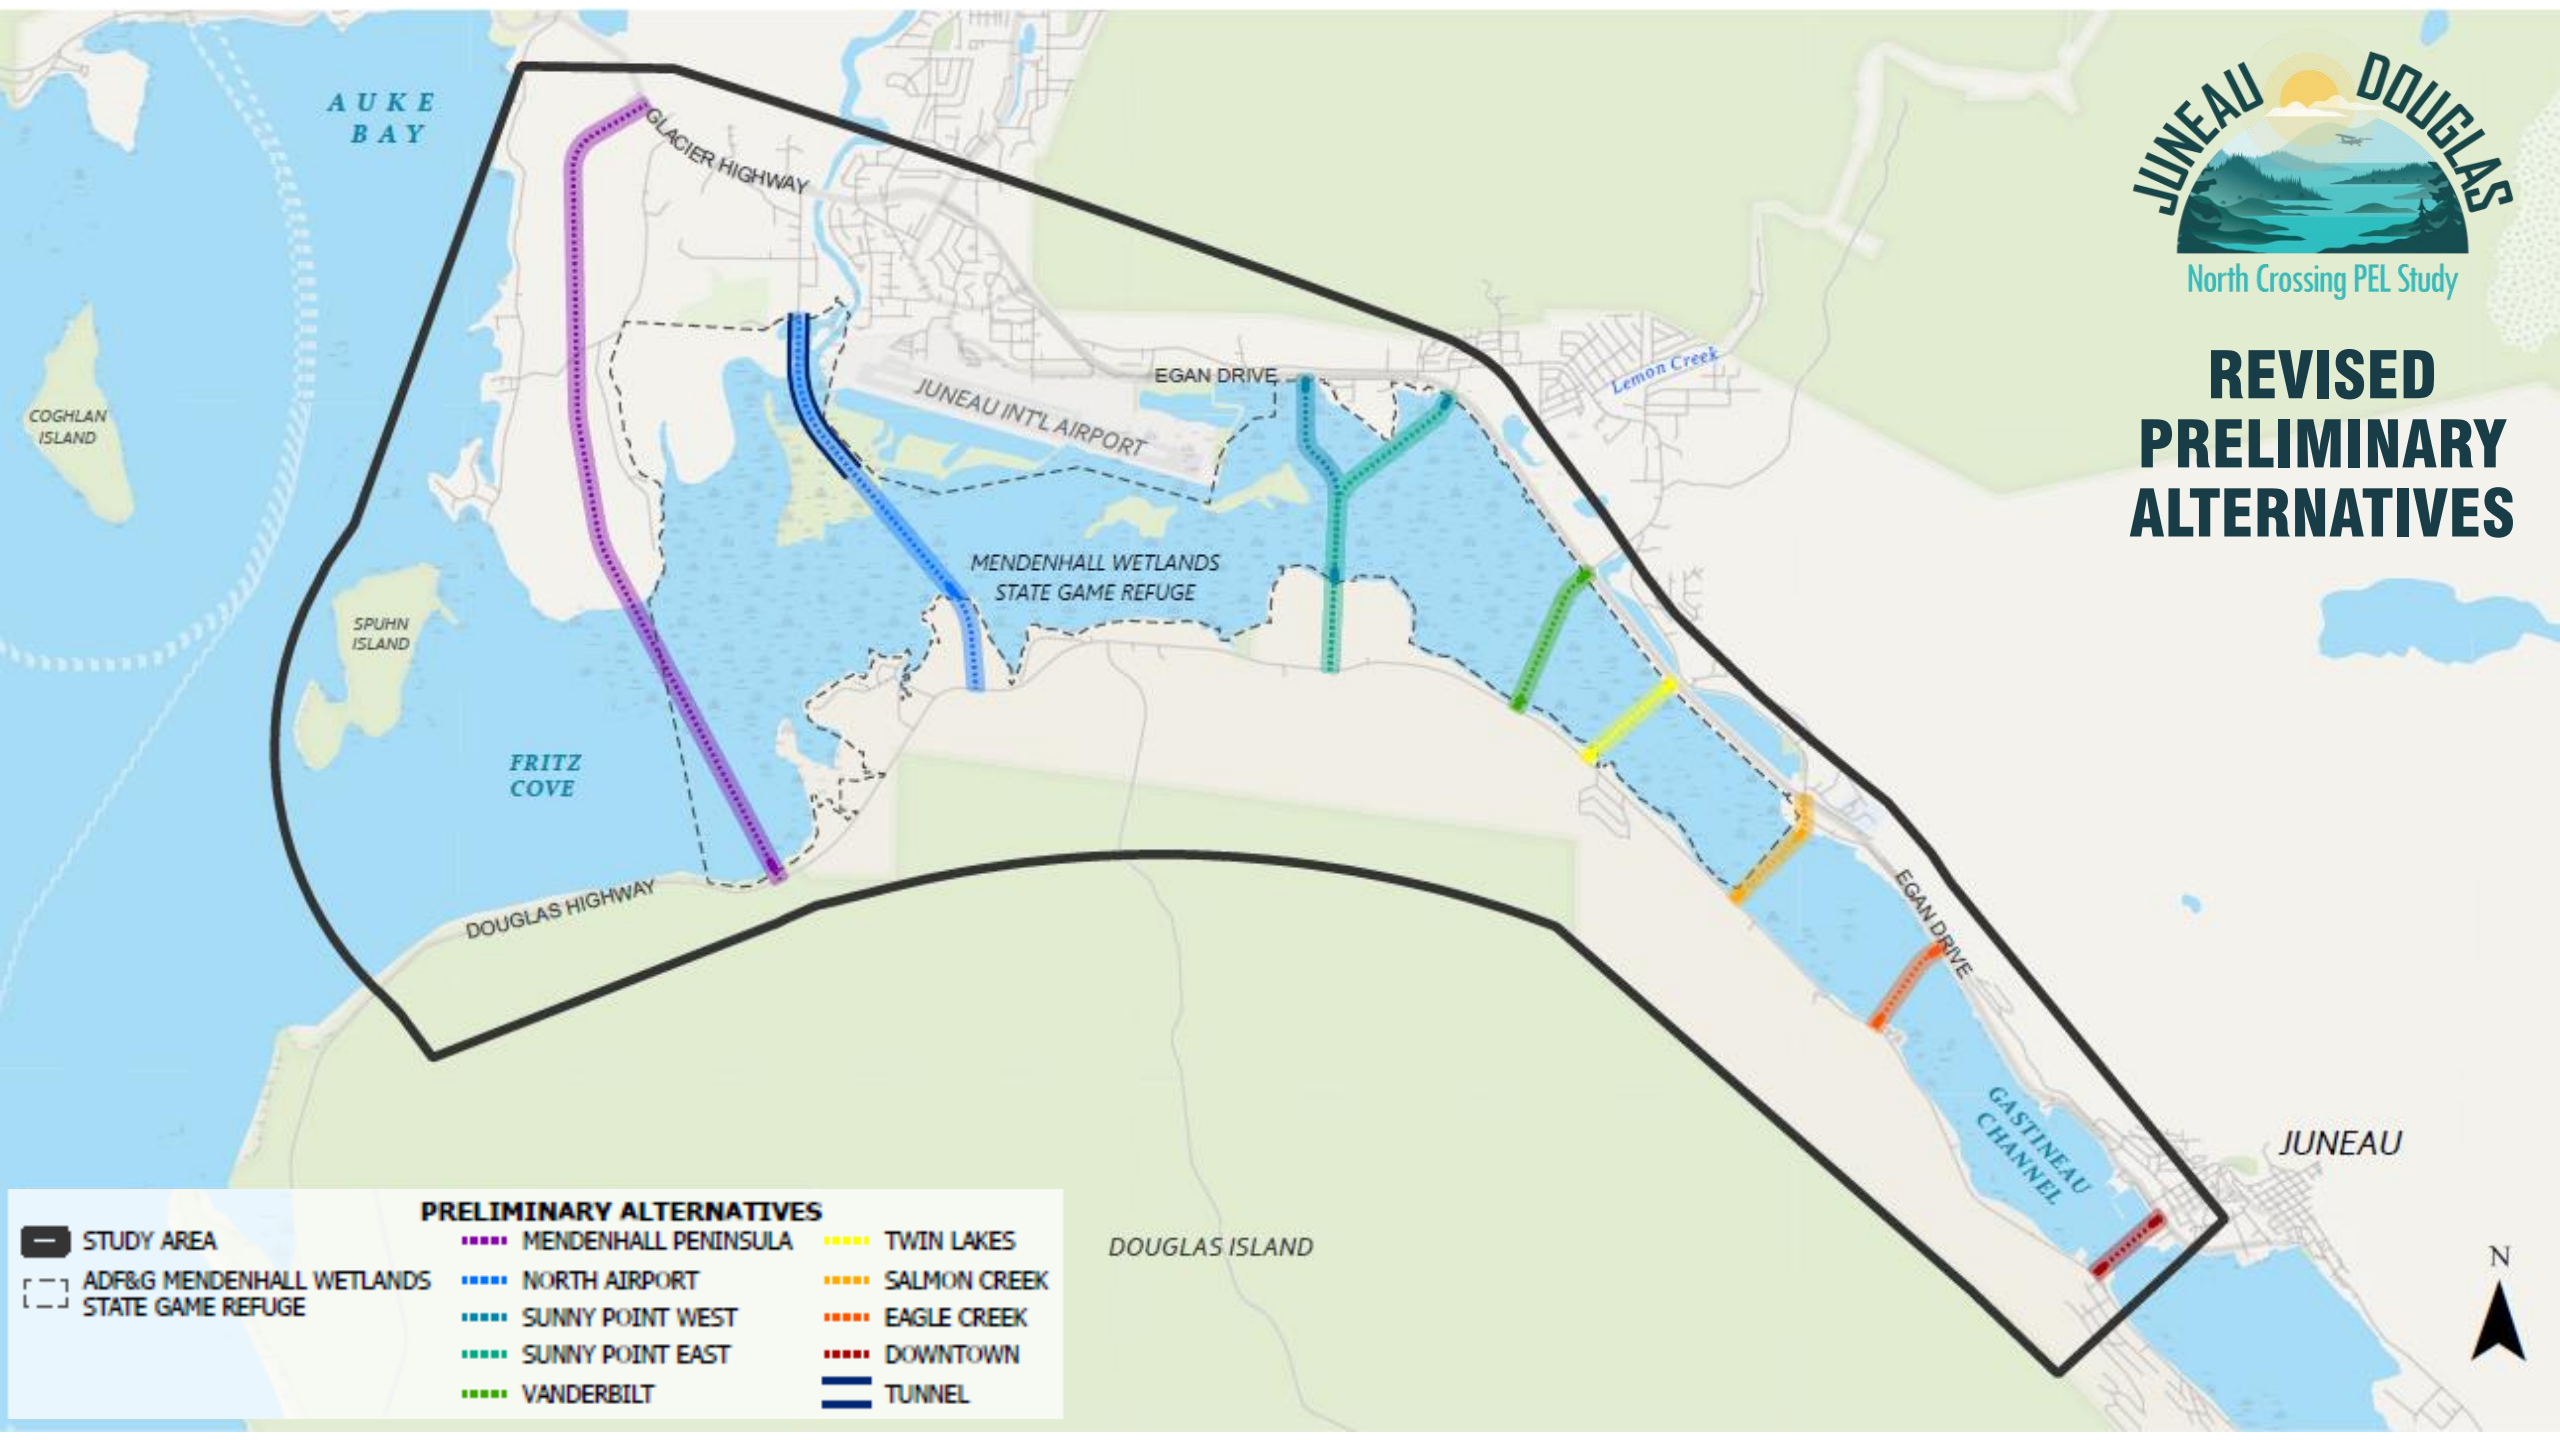 JUNEAU DOUGLAS
North Crossing PEL Study
REVISED
PRELIMINARY
ALTERNATIVES
AUKE
BAY
GLACIER HIGHWAY
COGHLAN
ISLAND
EGAN DRIVE
Lemon Creek
JUNEAU INT'L AIRPORT
MENDENHALL WETLANDS
STATE GAME REFUGE
SPUHN
ISLAND
FRITZ
COVE
DOUGLAS HIGHWAY
EGAN DRIVE
GASTINEAU
CHANNEL
JUNEAU
DOUGLAS ISLAND
N
PRELIMINARY ALTERNATIVES
STUDY AREA
ADF&G MENDENHALL WETLANDS
STATE GAME REFUGE
MENDENHALL PENINSULA
NORTH AIRPORT
SUNNY POINT WEST
SUNNY POINT EAST
VANDERBILT
TWIN LAKES
SALMON CREEK
EAGLE CREEK
DOWNTOWN
TUNNEL